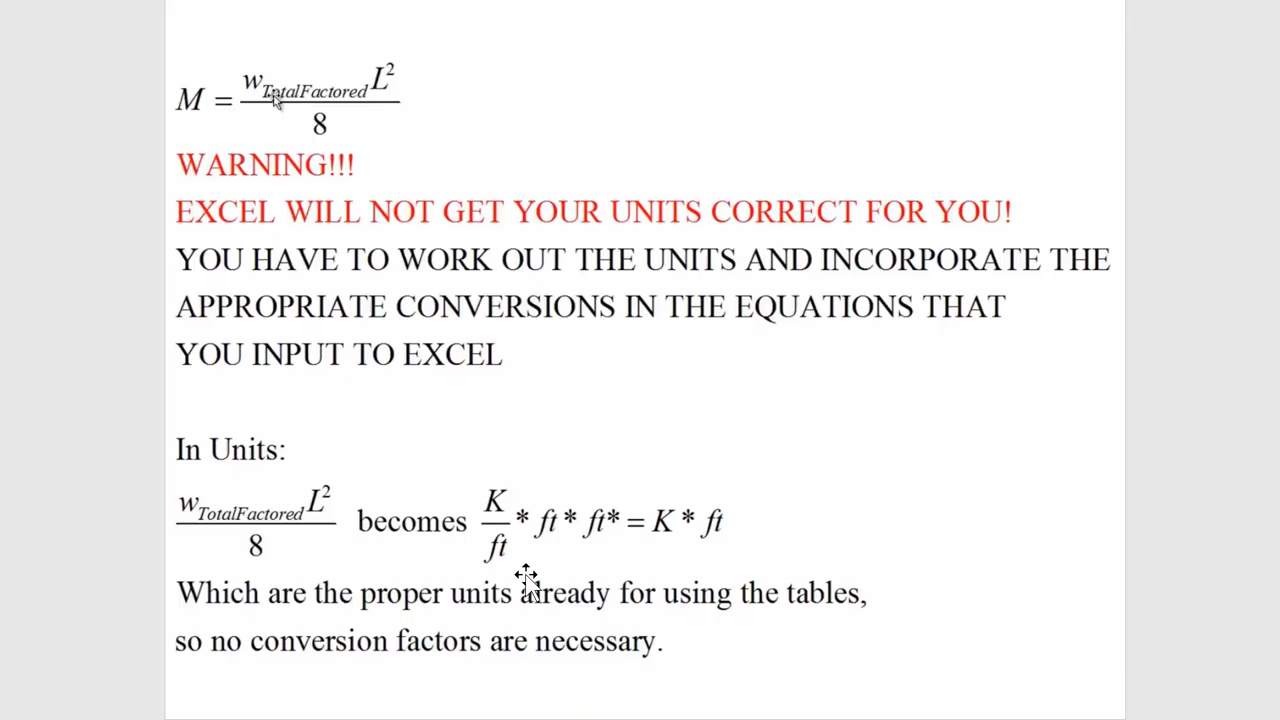 M = w_TotalFactored L² / 8
WARNING!!!
EXCEL WILL NOT GET YOUR UNITS CORRECT FOR YOU!
YOU HAVE TO WORK OUT THE UNITS AND INCORPORATE THE
APPROPRIATE CONVERSIONS IN THE EQUATIONS THAT
YOU INPUT TO EXCEL
In Units:
w_TotalFactored L² / 8 becomes K / ft * ft * ft* = K * ft
Which are the proper units already for using the tables,
so no conversion factors are necessary.